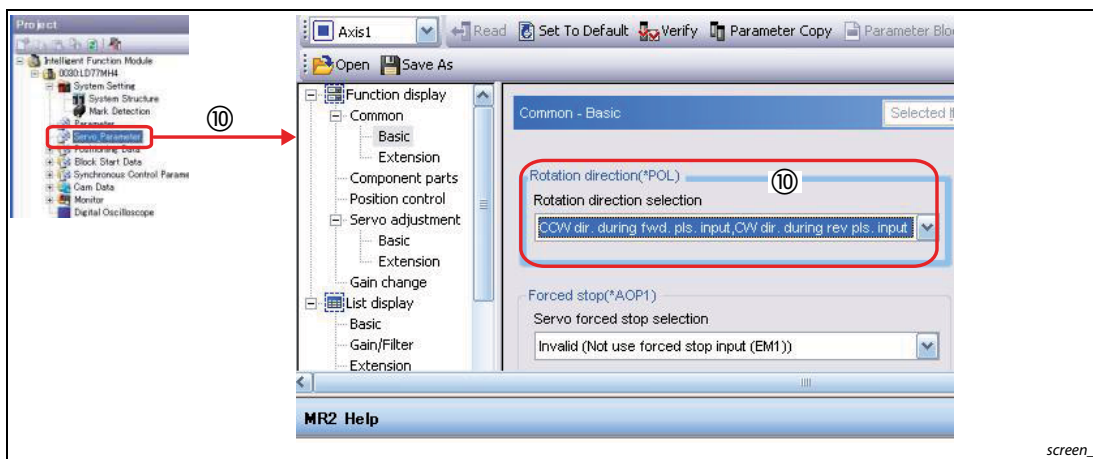 Project
Intelligent Function Module
0030:LD77MH4
System Setting
System Structure
Mark Detection
Parameter
Servo Parameter
Positioning Data
Block Start Data
Synchronous Control Parame
Cam Data
Monitor
Digital Oscilloscope
⑩
Axis1
Read
Set To Default
Verify
Parameter Copy
Parameter Blo
Open
Save As
Function display
Common
Basic
Extension
Component parts
Position control
Servo adjustment
Basic
Extension
Gain change
List display
Basic
Gain/Filter
Extension
Common - Basic
Selected I
Rotation direction(*POL)
⑩
Rotation direction selection
CCW dir. during fwd. pls. input,CW dir. during rev pls. input
Forced stop(*AOP1)
Servo forced stop selection
Invalid (Not use forced stop input (EM1))
MR2 Help
screen_